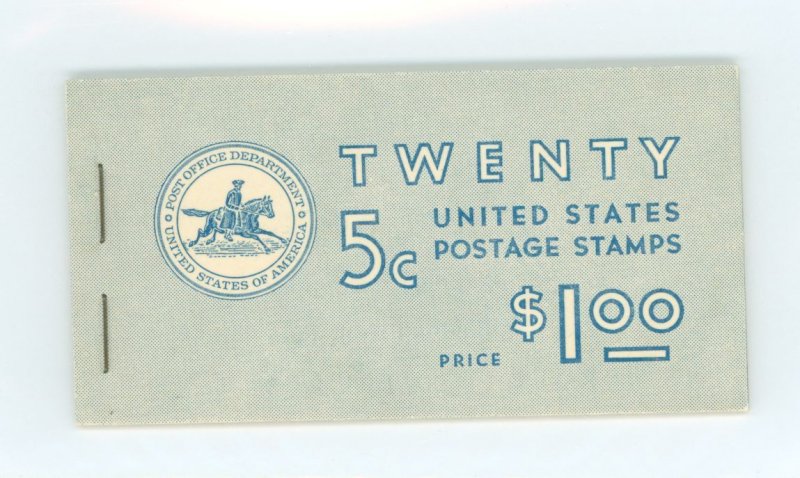 POST OFFICE DEPARTMENT
UNITED STATES OF AMERICA
TWENTY
5c UNITED STATES
POSTAGE STAMPS
PRICE $1.00